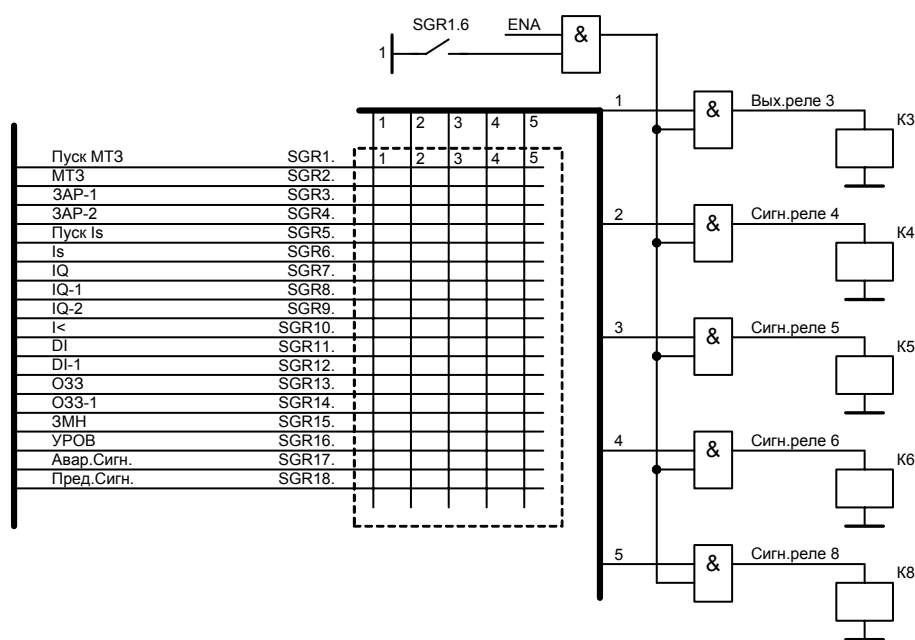 SGR1.6 ENA &
1
1 & Вых.реле 3 К3
1 2 3 4 5
Пуск МТЗ SGR1. 1 2 3 4 5
МТЗ SGR2.
ЗАР-1 SGR3.
ЗАР-2 SGR4.
Пуск Is SGR5.
Is SGR6.
IQ SGR7.
IQ-1 SGR8.
IQ-2 SGR9.
I< SGR10.
DI SGR11.
DI-1 SGR12.
ОЗЗ SGR13.
ОЗЗ-1 SGR14.
ЗМН SGR15.
УРОВ SGR16.
Авар.Сигн. SGR17.
Пред.Сигн. SGR18.
2 & Сигн.реле 4 К4
3 & Сигн.реле 5 К5
4 & Сигн.реле 6 К6
5 & Сигн.реле 8 К8